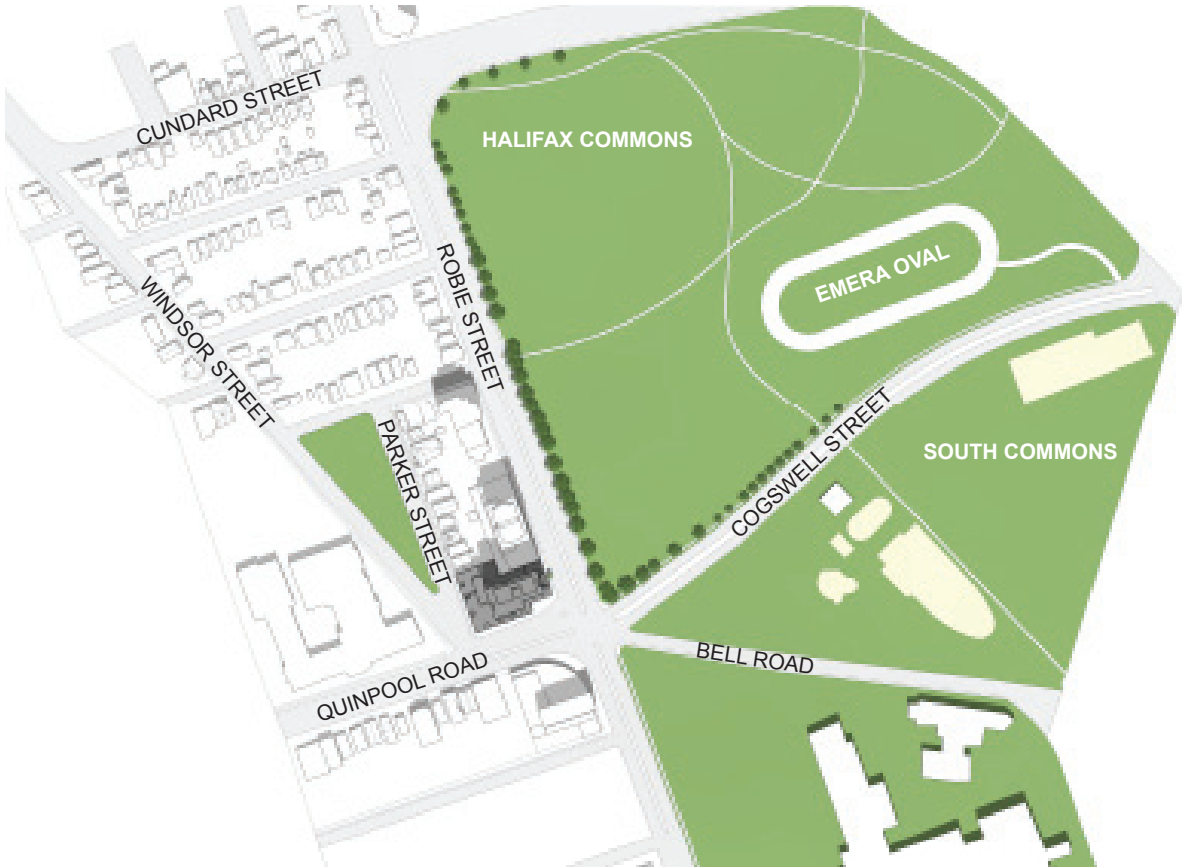 CUNDARD STREET
HALIFAX COMMONS
ROBIE STREET
EMERA OVAL
WINDSOR STREET
PARKER STREET
COGSWELL STREET
SOUTH COMMONS
QUINPOOL ROAD
BELL ROAD